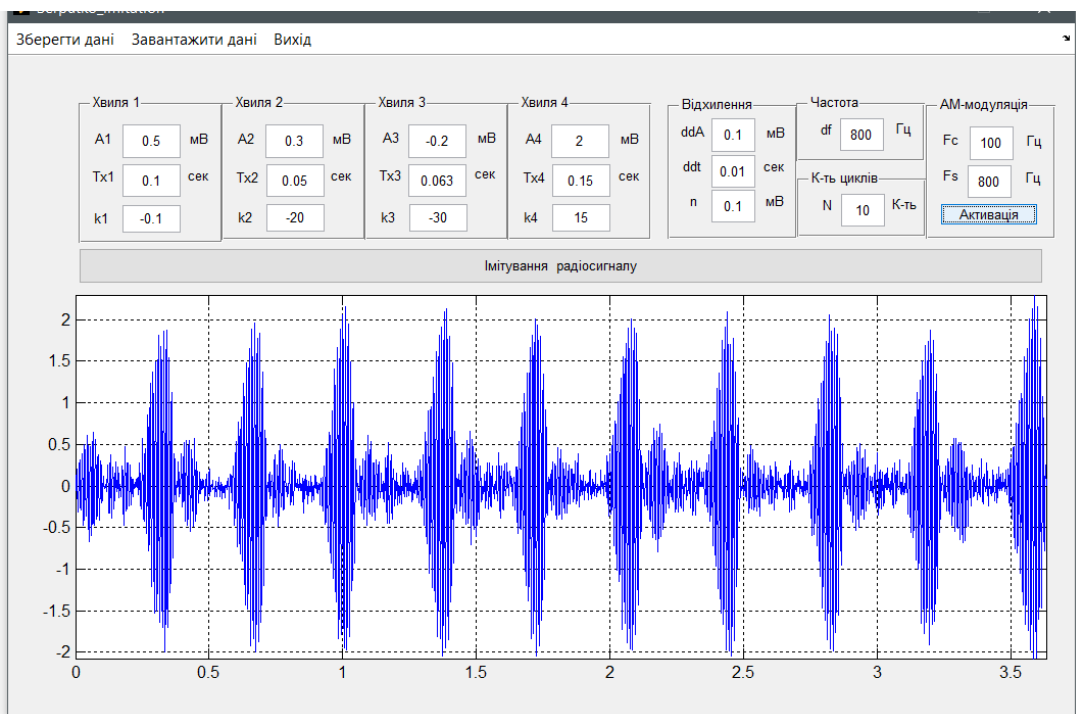 Зберегти дані Завантажити дані Вихід
Хвиля 1 Хвиля 2 Хвиля 3 Хвиля 4 Відхилення Частота АМ-модуляція
A1 0.5 мВ A2 0.3 мВ A3 -0.2 мВ A4 2 мВ ddA 0.1 мВ df 800 Гц Fc 100 Гц
Tx1 0.1 сек Tx2 0.05 сек Tx3 0.063 сек Tx4 0.15 сек ddt 0.01 сек К-ть циклів Fs 800 Гц
k1 -0.1 k2 -20 k3 -30 k4 15 n 0.1 мВ N 10 К-ть Активація
Імітування радіосигналу
2
1.5
1
0.5
0
-0.5
-1
-1.5
-2
0 0.5 1 1.5 2 2.5 3 3.5